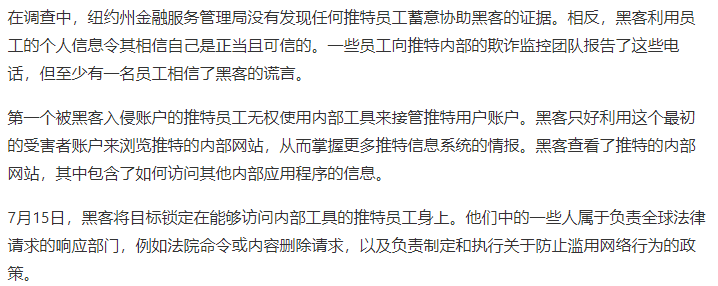 在调查中，纽约州金融服务管理局没有发现任何推特员工蓄意协助黑客的证据。相反，黑客利用员
工的个人信息令其相信自己是正当且可信的。一些员工向推特内部的欺诈监控团队报告了这些电
话，但至少有一名员工相信了黑客的谎言。
第一个被黑客入侵账户的推特员工无权使用内部工具来接管推特用户账户。黑客只好利用这个最初
的受害者账户来浏览推特的内部网站，从而掌握更多推特信息系统的情报。黑客查看了推特的内部
网站，其中包含了如何访问其他内部应用程序的信息。
7月15日，黑客将目标锁定在能够访问内部工具的推特员工身上。他们中的一些人属于负责全球法律
请求的响应部门，例如法院命令或内容删除请求，以及负责制定和执行关于防止滥用网络行为的政
策。